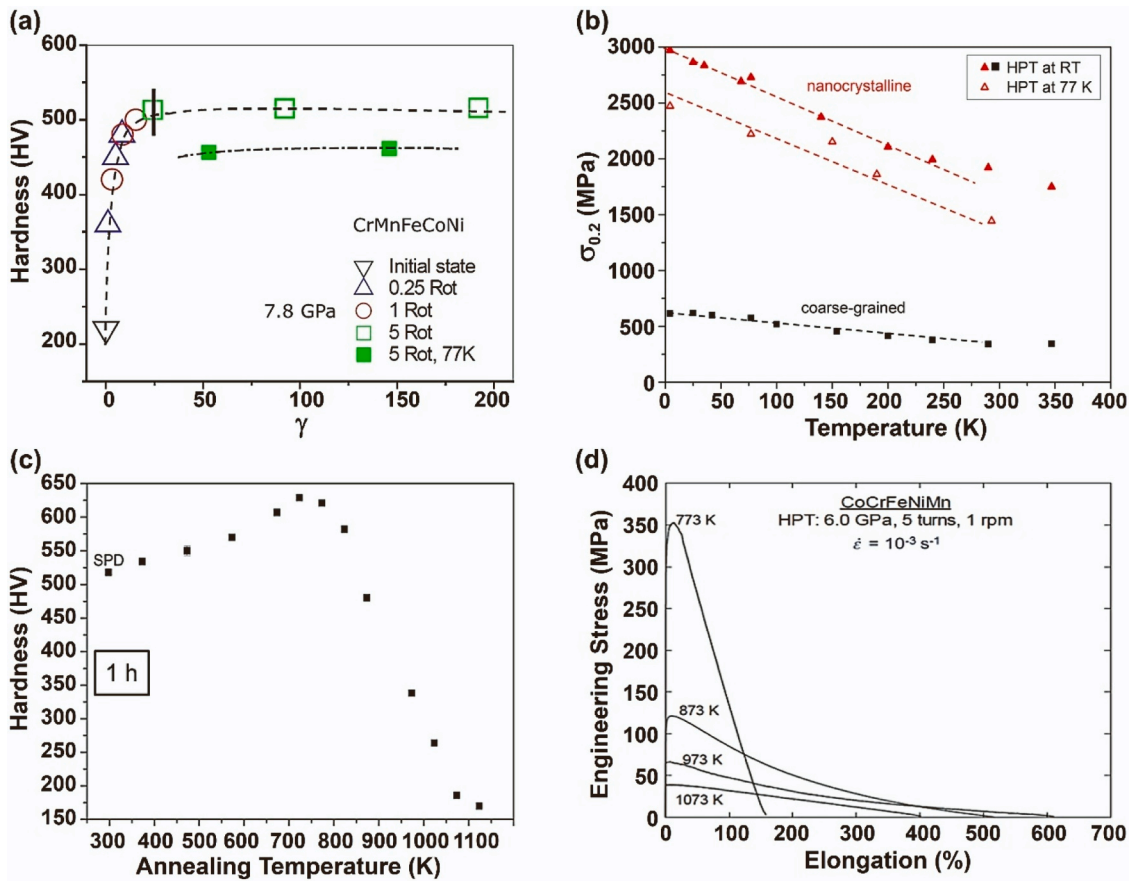 (a)
600
500
400
300
200
Hardness (HV)
CrMnFeCoNi
7.8 GPa
Initial state
0.25 Rot
1 Rot
5 Rot
5 Rot, 77K
0 50 100 150 200
γ
(b)
3000
2500
2000
1500
1000
500
0
σ0.2 (MPa)
HPT at RT
HPT at 77 K
nanocrystalline
coarse-grained
0 50 100 150 200 250 300 350 400
Temperature (K)
(c)
650
600
550
500
450
400
350
300
250
200
150
Hardness (HV)
SPD
1 h
300 400 500 600 700 800 900 1000 1100
Annealing Temperature (K)
(d)
400
350
300
250
200
150
100
50
0
Engineering Stress (MPa)
CoCrFeNiMn
HPT: 6.0 GPa, 5 turns, 1 rpm
ε̇ = 10⁻³ s⁻¹
773 K
873 K
973 K
1073 K
0 100 200 300 400 500 600 700
Elongation (%)